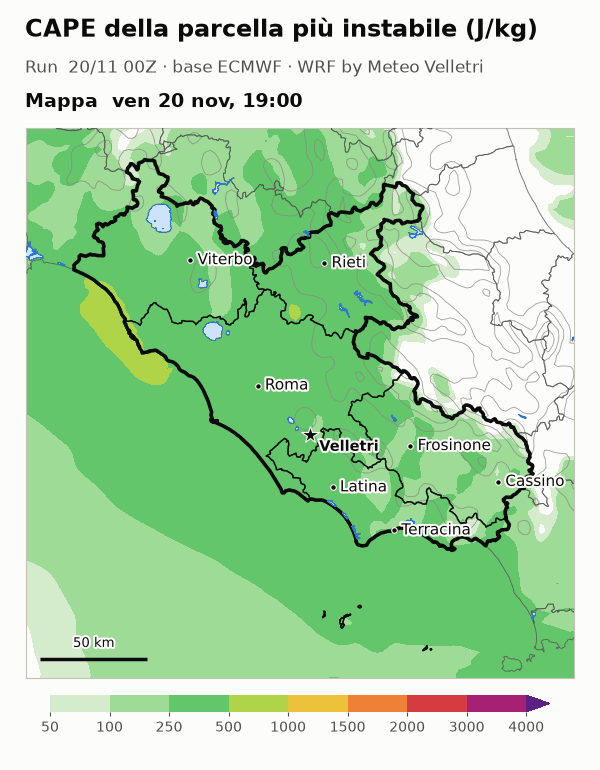 CAPE della parcella più instabile (J/kg)
Run  20/11 00Z · base ECMWF · WRF by Meteo Velletri
Mappa  ven 20 nov, 19:00
Viterbo
Rieti
Roma
Velletri
Frosinone
Latina
Cassino
Terracina
50 km
50 100 250 500 1000 1500 2000 3000 4000